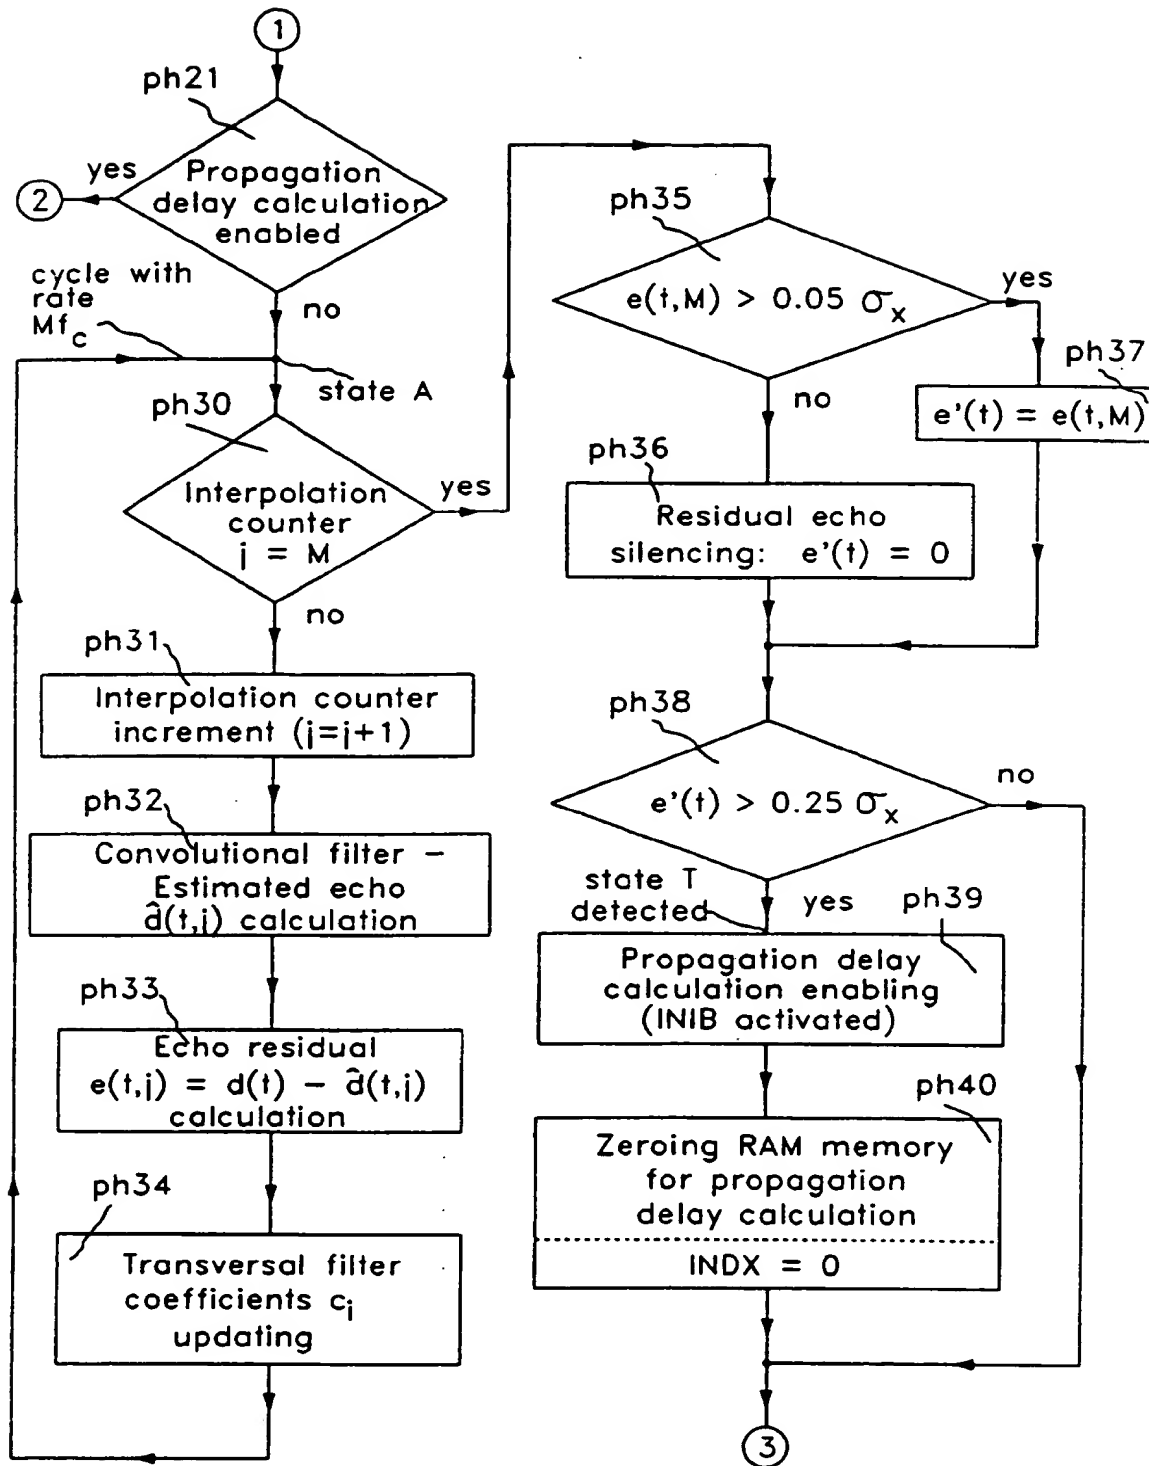 1
ph21
yes
2
Propagation
delay calculation
enabled
cycle with
rate
Mf_c
no
state A
ph30
Interpolation
counter
j = M
yes
no
ph31
Interpolation counter
increment (j=j+1)
ph32
Convolutional filter –
Estimated echo
d̂(t,j) calculation
ph33
Echo residual
e(t,j) = d(t) – d̂(t,j)
calculation
ph34
Transversal filter
coefficients c_i
updating
ph35
e(t,M) > 0.05 σ_x
yes
no
ph37
e'(t) = e(t,M)
ph36
Residual echo
silencing: e'(t) = 0
ph38
e'(t) > 0.25 σ_x
no
state T
detected
yes
ph39
Propagation delay
calculation enabling
(INIB activated)
ph40
Zeroing RAM memory
for propagation
delay calculation
INDX = 0
3